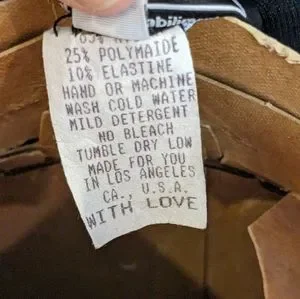 25% POLYMAIDE
10% ELASTINE
HAND OR MACHINE
WASH COLD WATER
MILD DETERGENT
NO BLEACH
TUMBLE DRY LOW
MADE FOR YOU
IN LOS ANGELES
CA., U.S.A.
WITH LOVE